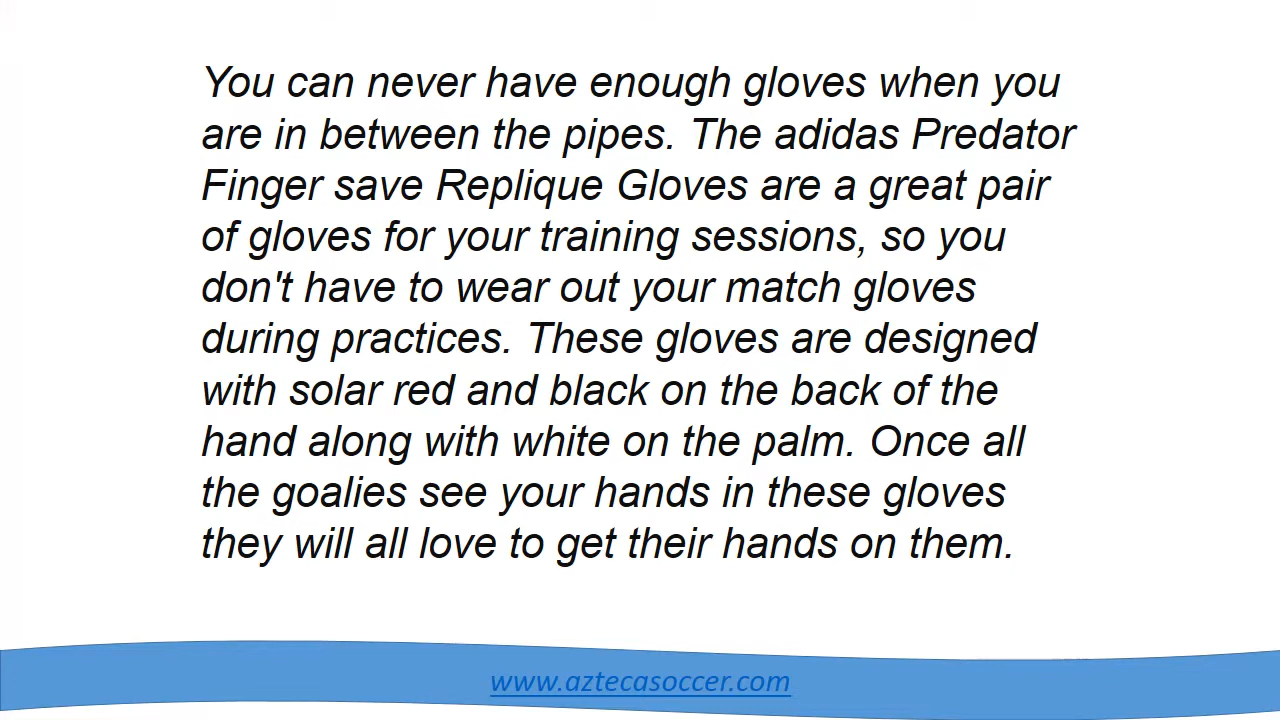 You can never have enough gloves when you
are in between the pipes. The adidas Predator
Finger save Replique Gloves are a great pair
of gloves for your training sessions, so you
don't have to wear out your match gloves
during practices. These gloves are designed
with solar red and black on the back of the
hand along with white on the palm. Once all
the goalies see your hands in these gloves
they will all love to get their hands on them.
www.aztecasoccer.com